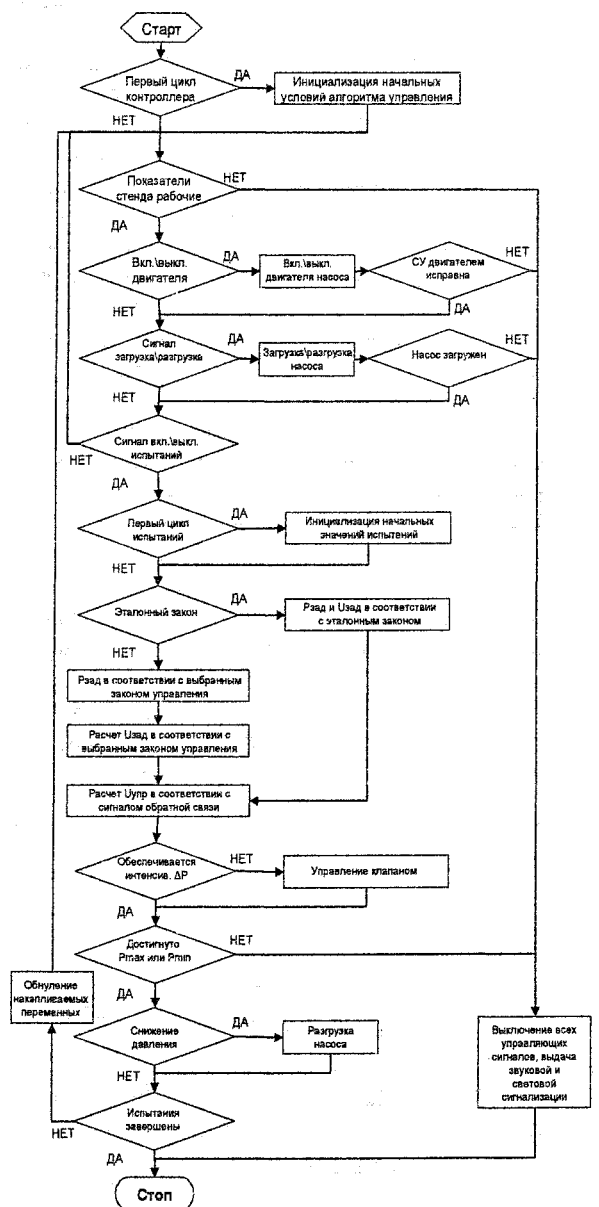 Старт
Первый цикл
контроллера
ДА
Инициализация начальных
условий алгоритма управления
НЕТ
Показатели
стенда рабочие
НЕТ
ДА
Вкл.\выкл.
двигателя
ДА
Вкл.\выкл.
двигателя насоса
СУ двигателем
исправна
НЕТ
НЕТ
ДА
Сигнал
загрузка\разгрузка
ДА
Загрузка\разгрузка
насоса
Насос загружен
НЕТ
НЕТ
ДА
Сигнал вкл.\выкл.
испытаний
НЕТ
ДА
Первый цикл
испытаний
ДА
Инициализация начальных
значений испытений
НЕТ
Эталонный закон
ДА
Рзад и Uзад в соответствии
с эталонным законом
НЕТ
Рзад в соответствии с выбранным
законом управления
Расчет Uзад в соответствии с
выбранным законом управления
Расчет Uупр в соответствии с
сигналом обратной связи
Обеспечивается
интенсив. ΔР
НЕТ
Управление клапаном
ДА
Достигнуто
Pmax или Pmin
НЕТ
Обнуление
накапливаемых
переменных
ДА
Снижение
давления
ДА
Разгрузка
насоса
Выключение всех
управляющих
сигналов, выдача
звуковой и
световой
сигнализации
НЕТ
Испытания
завершены
НЕТ
ДА
Стоп